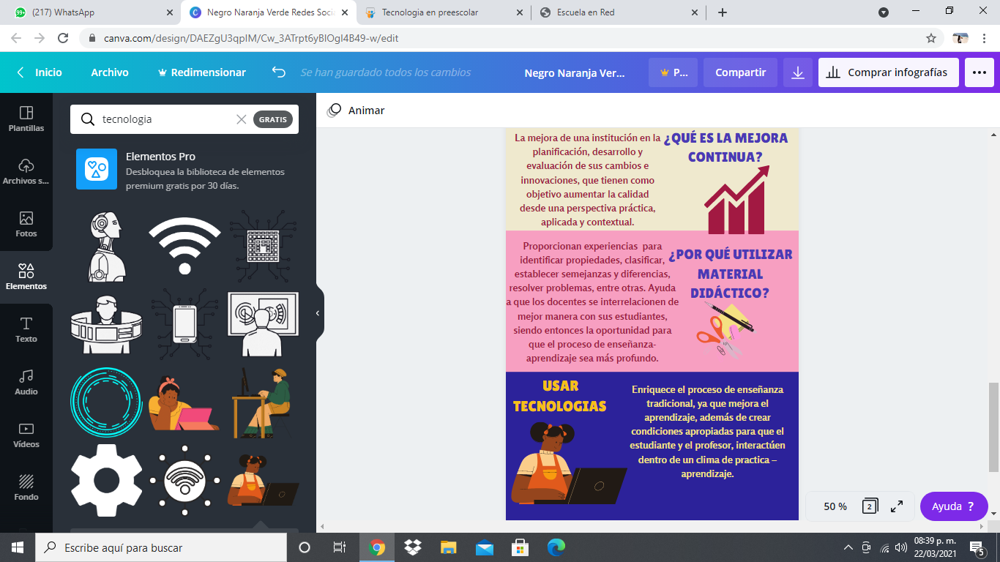 (217) WhatsApp
Negro Naranja Verde Redes Socia
Tecnologia en preescolar
Escuela en Red
99+
canva.com/design/DAEZgU3qpIM/Cw_3ATrpt6yBIOgI4B49-w/edit
Inicio
Archivo
Redimensionar
Se han guardado todos los cambios
Negro Naranja Ver...
P...
Compartir
Comprar infografías
Plantillas
Archivos s...
Fotos
Elementos
Texto
Audio
Vídeos
Fondo
tecnologia
GRATIS
Elementos Pro
Desbloquea la biblioteca de elementos
premium gratis por 30 días.
Animar
La mejora de una institución en la
planificación, desarrollo y
evaluación de sus cambios e
innovaciones, que tienen como
objetivo aumentar la calidad
desde una perspectiva práctica,
aplicada y contextual.
¿QUÉ ES LA MEJORA
CONTINUA?
Proporcionan experiencias para
identificar propiedades, clasificar,
establecer semejanzas y diferencias,
resolver problemas, entre otras. Ayuda
a que los docentes se interrelacionen de
mejor manera con sus estudiantes,
siendo entonces la oportunidad para
que el proceso de enseñanza-
aprendizaje sea más profundo.
¿POR QUÉ UTILIZAR
MATERIAL
DIDÁCTICO?
USAR
TECNOLOGIAS
Enriquece el proceso de enseñanza
tradicional, ya que mejora el
aprendizaje, además de crear
condiciones apropiadas para que el
estudiante y el profesor, interactúen
dentro de un clima de practica –
aprendizaje.
50 %
2
Ayuda ?
Escribe aquí para buscar
08:39 p. m.
22/03/2021
5